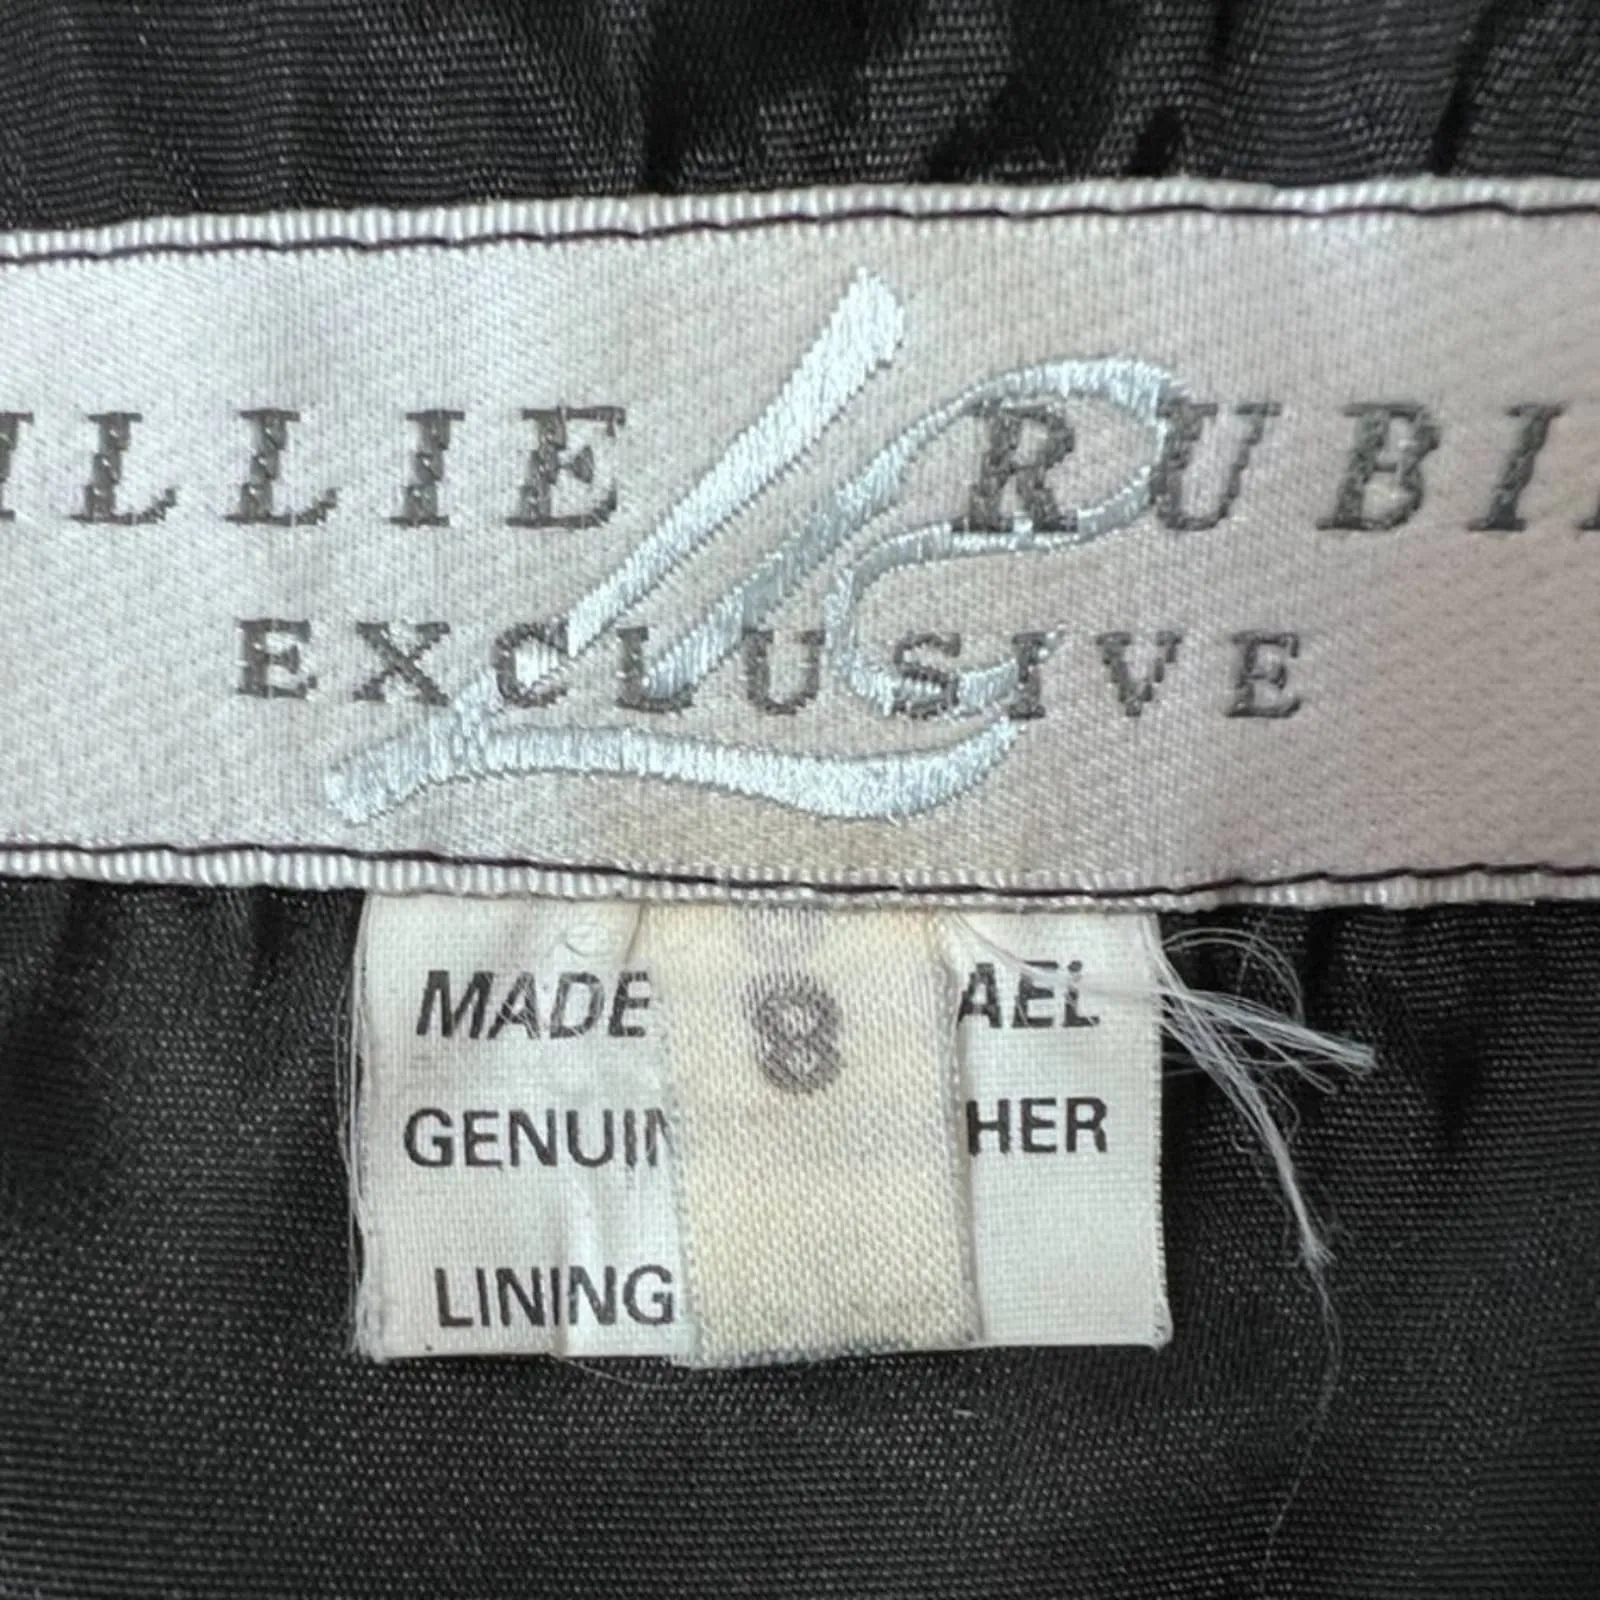 ILLIE RUBI
EXCLUSIVE
MADE 8 AEL
GENUIN HER
LINING